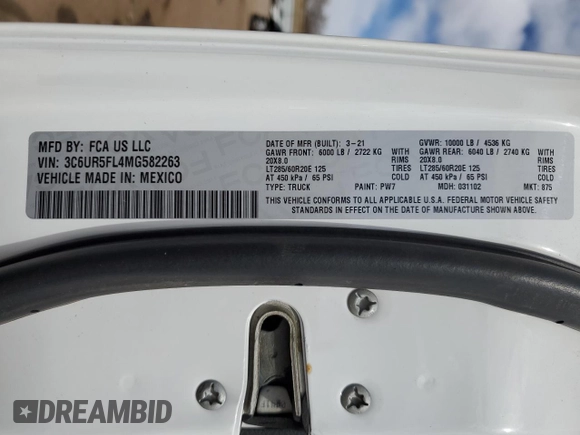 MFD BY: FCA US LLC
VIN: 3C6UR5FL4MG582263
VEHICLE MADE IN: MEXICO
DATE OF MFR (BUILT): 3-21
GAWR FRONT: 6000 LB / 2722 KG
20X8.0 RIMS
LT285/60R20E 125 TIRES
AT 450 kPa / 65 PSI COLD
TYPE: TRUCK PAINT: PW7
GVWR: 10000 LB / 4536 KG
GAWR REAR: 6040 LB / 2740 KG
20X8.0 RIMS
LT285/60R20E 125 TIRES
AT 450 kPa / 65 PSI COLD
MDH: 031102 MKT: 875
THIS VEHICLE CONFORMS TO ALL APPLICABLE U.S.A. FEDERAL MOTOR VEHICLE SAFETY
STANDARDS IN EFFECT ON THE DATE OF MANUFACTURE SHOWN ABOVE.
DREAMBID